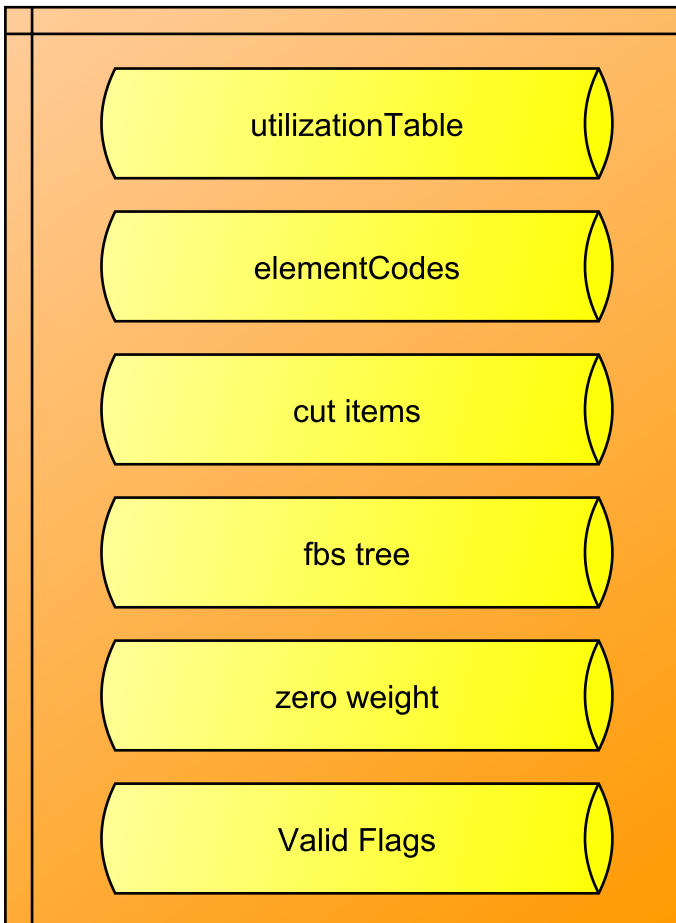 utilizationTable
elementCodes
cut items
fbs tree
zero weight
Valid Flags